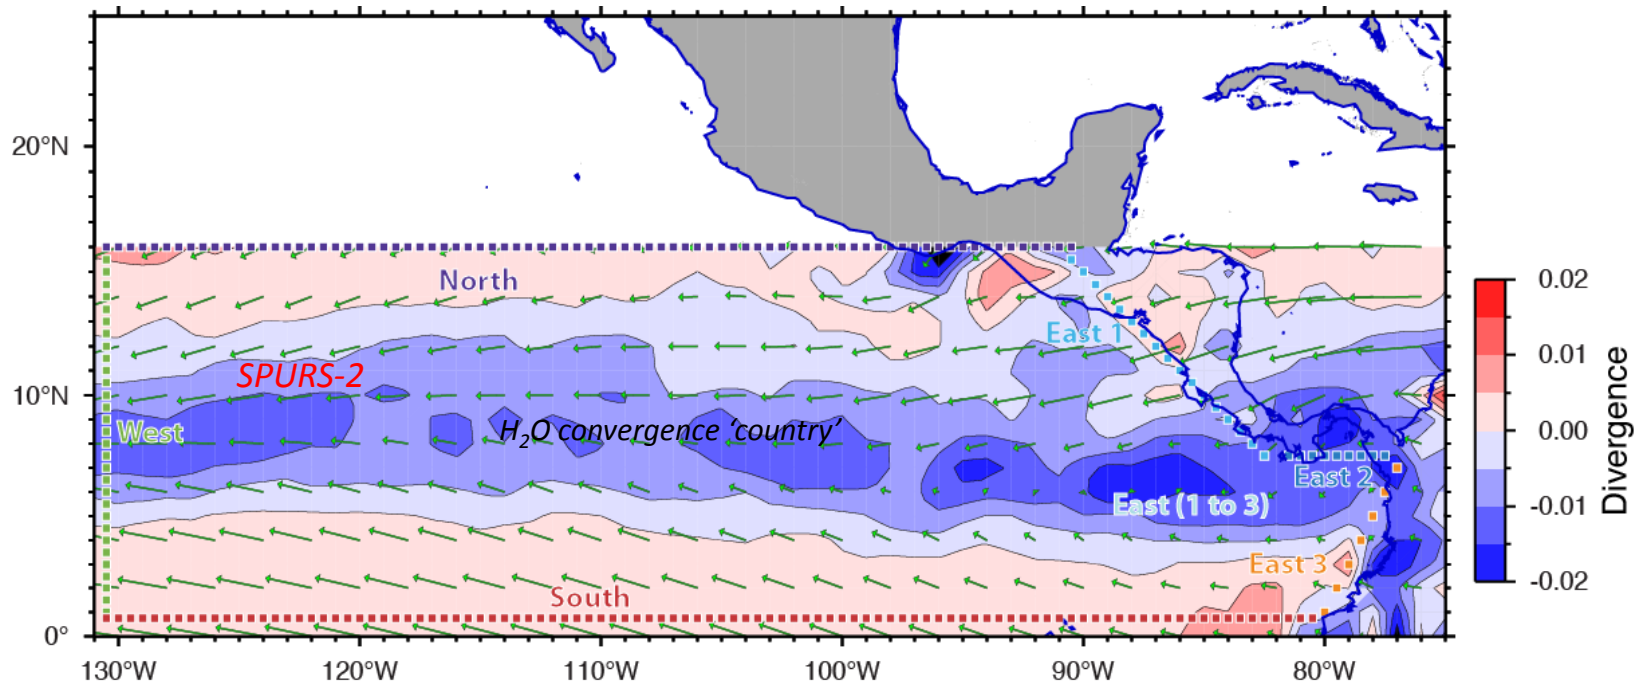 20°N
10°N
0°
130°W
120°W
110°W
100°W
90°W
80°W
North
East 1
SPURS-2
West
H₂O convergence ‘country’
East 2
East (1 to 3)
East 3
South
0.02
0.01
0.00
-0.01
-0.02
Divergence